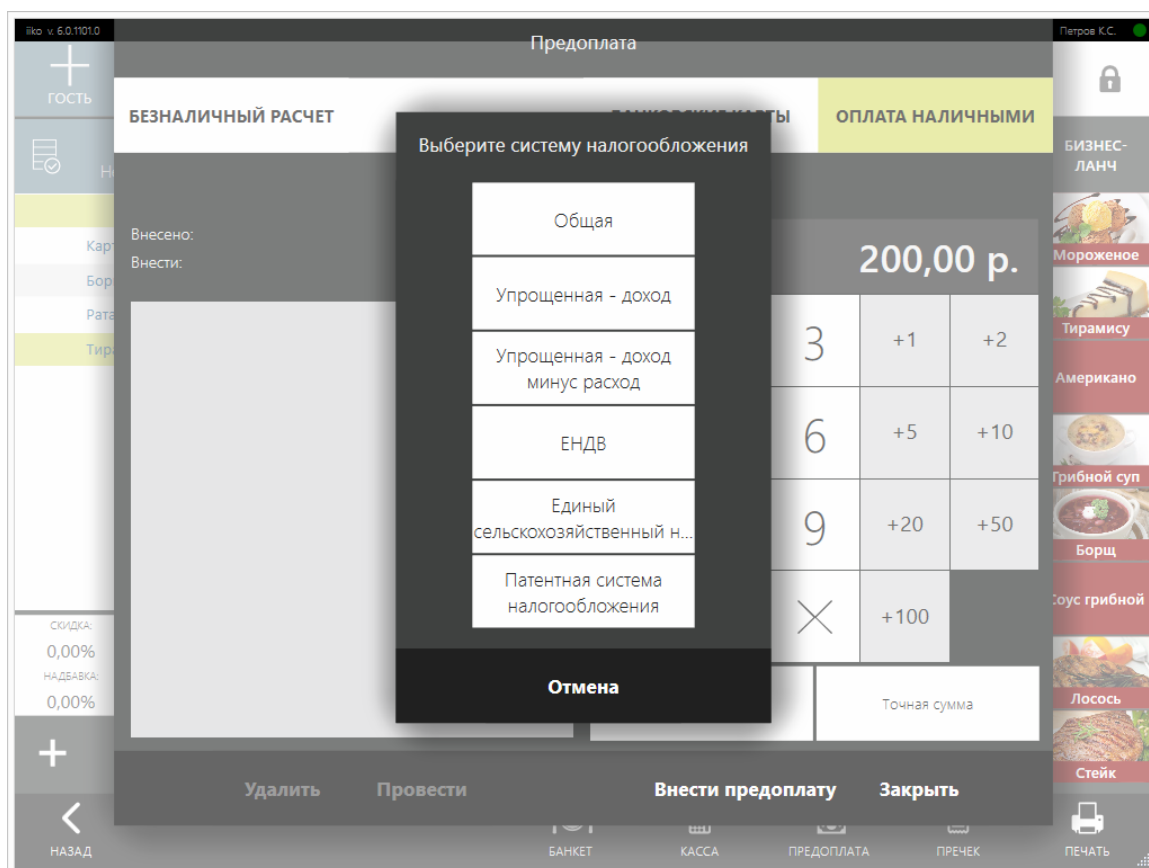 iiko v. 6.0.1101.0
Петров К.С.
Предоплата
ГОСТЬ
БЕЗНАЛИЧНЫЙ РАСЧЕТ
ОПЛАТА НАЛИЧНЫМИ
Выберите систему налогообложения
БИЗНЕС-
ЛАНЧ
Общая
Внесено:
Внести:
200,00 р.
Мороженое
Упрощенная - доход
Тирамису
3
+1
+2
Упрощенная - доход
минус расход
Американо
ЕНДВ
6
+5
+10
Грибной суп
Единый
сельскохозяйственный н...
9
+20
+50
Борщ
Патентная система
налогообложения
+100
Соус грибной
СКИДКА:
0,00%
НАДБАВКА:
0,00%
Отмена
Точная сумма
Лосось
Стейк
Удалить
Провести
Внести предоплату
Закрыть
НАЗАД
БАНКЕТ
КАССА
ПРЕДОПЛАТА
ПРЕЧЕК
ПЕЧАТЬ